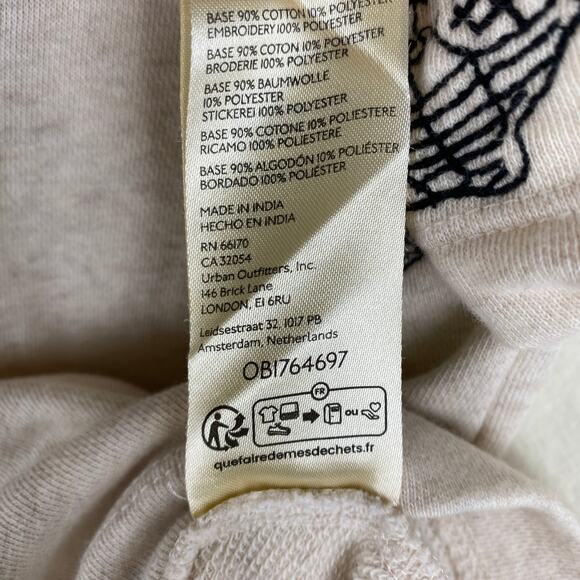 BASE 90% COTTON 10% POLYESTER
EMBROIDERY 100% POLYESTER
BASE 90% COTON 10% POLYESTER
BRODERIE 100% POLYESTER
BASE 90% BAUMWOLLE
10% POLYESTER
STICKEREI 100% POLYESTER
BASE 90% COTONE 10% POLIESTERE
RICAMO 100% POLIESTERE
BASE 90% ALGODÓN 10% POLIÉSTER
BORDADO 100% POLIÉSTER
MADE IN INDIA
HECHO EN INDIA
RN 66170
CA 32054
Urban Outfitters, Inc.
146 Brick Lane
LONDON, E1 6RU
Leidsestraat 32, 1017 PB
Amsterdam, Netherlands
OB1764697
FR
ou
quefairedemesdechets.fr